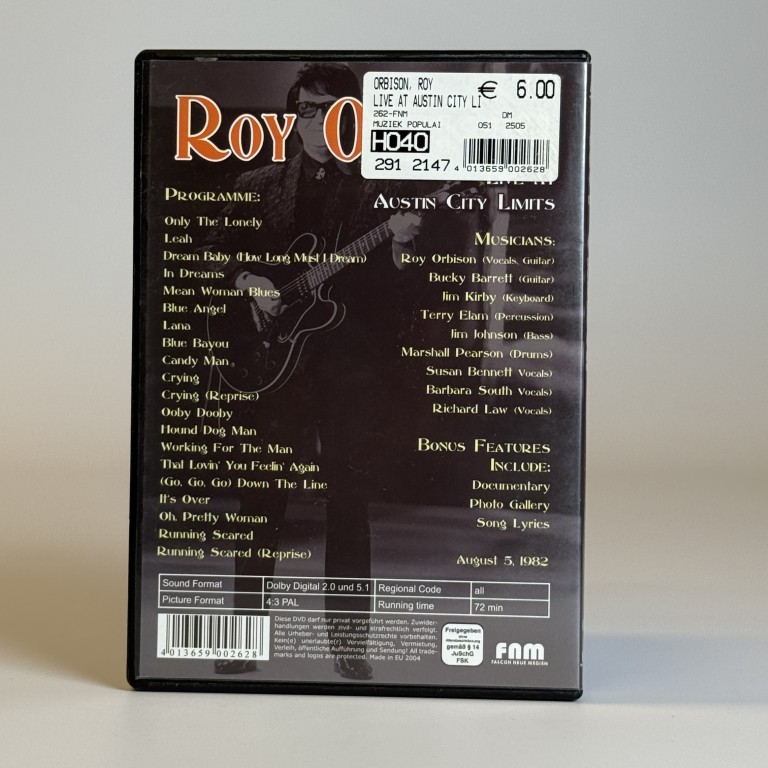 ORBISON, ROY € 6.00
LIVE AT AUSTIN CITY LI
262-FNM DM
MUZIEK POPULAI 051 2505
H040
291 2147
4 013659 002628
ROY O
LIVE AT
AUSTIN CITY LIMITS
PROGRAMME:
Only The Lonely
Leah
Dream Baby (How Long Must I Dream)
In Dreams
Mean Woman Blues
Blue Angel
Lana
Blue Bayou
Candy Man
Crying
Crying (Reprise)
Ooby Dooby
Hound Dog Man
Working For The Man
That Lovin' You Feelin' Again
(Go, Go, Go) Down The Line
It's Over
Oh, Pretty Woman
Running Scared
Running Scared (Reprise)
MUSICIANS:
Roy Orbison (Vocals, Guitar)
Bucky Barrett (Guitar)
Jim Kirby (Keyboard)
Terry Elam (Percussion)
Jim Johnson (Bass)
Marshall Pearson (Drums)
Susan Bennett Vocals)
Barbara South Vocals)
Richard Law (Vocals)
BONUS FEATURES
INCLUDE:
Documentary
Photo Gallery
Song Lyrics
August 5, 1982
Sound Format Dolby Digital 2.0 und 5.1 Regional Code all
Picture Format 4:3 PAL Running time 72 min
4 013659 002628
Diese DVD darf nur privat vorgeführt werden. Zuwider-
handlungen werden zivil- und strafrechtlich verfolgt.
Alle Urheber- und Leistungsschutzrechte vorbehalten.
Kein(e) unerlaubte(r) Vervielfältigung, Vermietung,
Verleih, öffentliche Aufführung und Sendung! All trade-
marks and logos are protected. Made in EU 2004
Freigegeben
gemäß § 14
JuSchG
FSK
FNM
FALCON NEUE MEDIEN